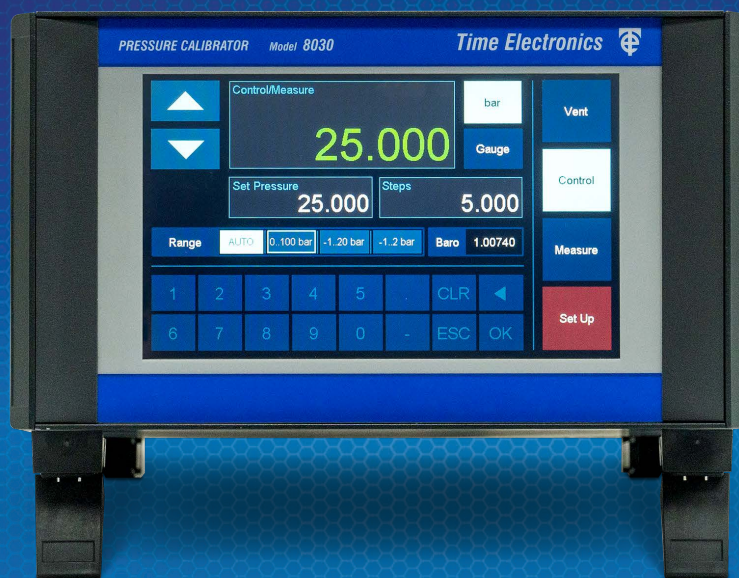 PRESSURE CALIBRATOR Model 8030
Time Electronics
Control/Measure
25.000
bar
Gauge
Vent
Control
Measure
Set Up
Set Pressure
25.000
Steps
5.000
Range
AUTO
0..100 bar
-1..20 bar
-1..2 bar
Baro
1.00740
1 2 3 4 5 . CLR
6 7 8 9 0 - ESC OK